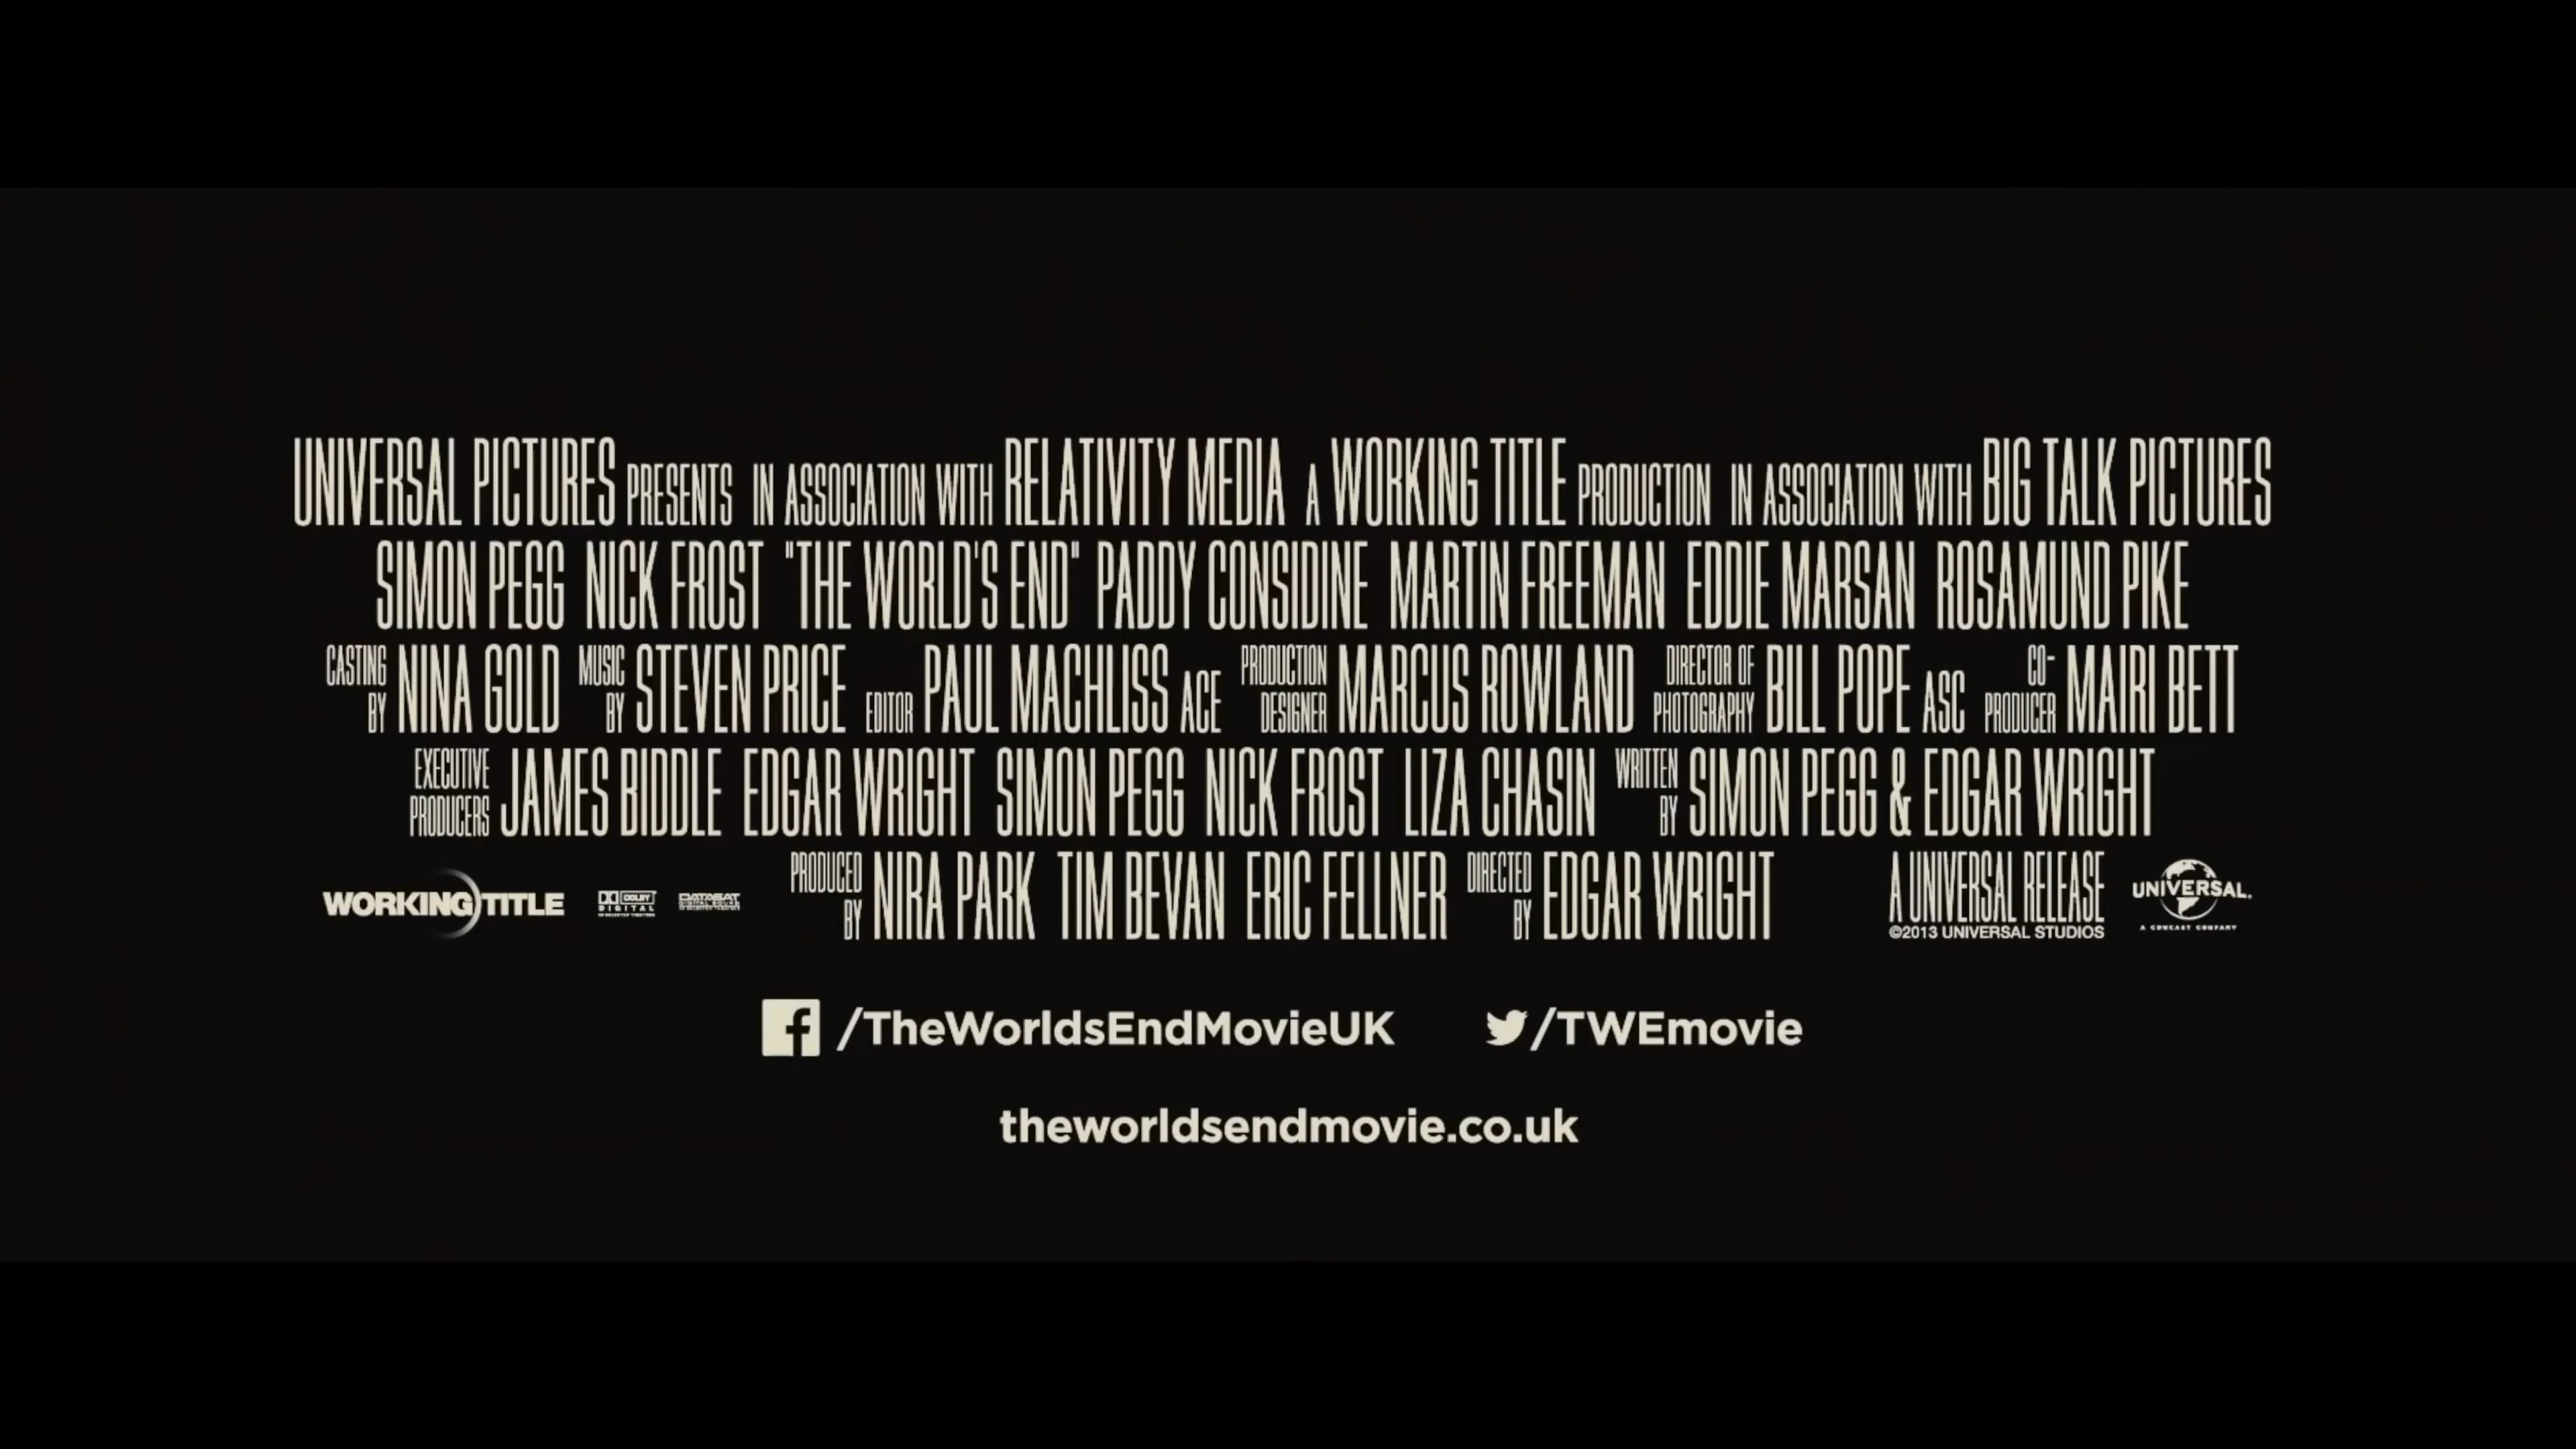 UNIVERSAL PICTURES PRESENTS IN ASSOCIATION WITH RELATIVITY MEDIA A WORKING TITLE PRODUCTION IN ASSOCIATION WITH BIG TALK PICTURES
SIMON PEGG NICK FROST "THE WORLD'S END" PADDY CONSIDINE MARTIN FREEMAN EDDIE MARSAN ROSAMUND PIKE
CASTING BY NINA GOLD MUSIC BY STEVEN PRICE EDITOR PAUL MACHLISS ACE PRODUCTION DESIGNER MARCUS ROWLAND DIRECTOR OF PHOTOGRAPHY BILL POPE ASC CO-PRODUCER MAIRI BETT
EXECUTIVE PRODUCERS JAMES BIDDLE EDGAR WRIGHT SIMON PEGG NICK FROST LIZA CHASIN WRITTEN BY SIMON PEGG & EDGAR WRIGHT
WORKING TITLE DOLBY DIGITAL DATASAT PRODUCED BY NIRA PARK TIM BEVAN ERIC FELLNER DIRECTED BY EDGAR WRIGHT A UNIVERSAL RELEASE ©2013 UNIVERSAL STUDIOS UNIVERSAL A COMCAST COMPANY
/TheWorldsEndMovieUK /TWEmovie
theworldsendmovie.co.uk